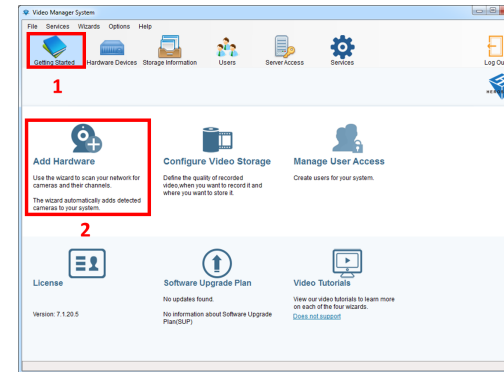 Video Manager System
File Services Wizards Options Help
Getting Started Hardware Devices Storage Information Users Server Access Services Log Ou
1
2
Add Hardware
Use the wizard to scan your network for
cameras and their channels.
The wizard automatically adds detected
cameras to your system.
Configure Video Storage
Define the quality of recorded
video,when you want to record it and
where you want to store it.
Manage User Access
Create users for your system.
License
Version: 7.1.20.5
Software Upgrade Plan
No updates found.
No information about Software Upgrade
Plan(SUP)
Video Tutorials
View our video tutorials to learn more
on each of the four wizards.
Does not support